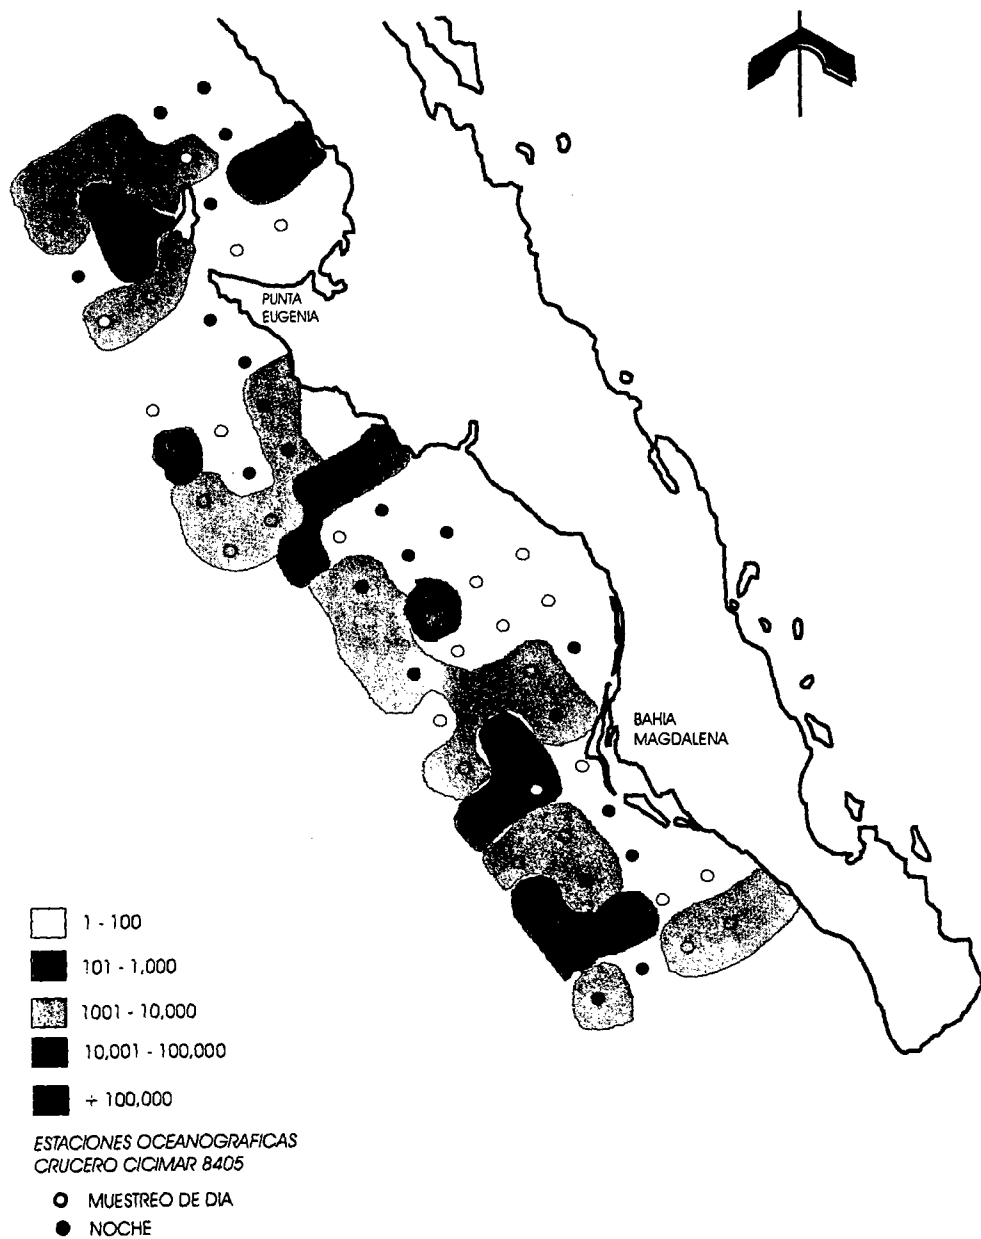 PUNTA
EUGENIA
BAHIA
MAGDALENA
1 - 100
101 - 1,000
1001 - 10,000
10,001 - 100,000
+ 100,000
ESTACIONES OCEANOGRAFICAS
CRUCERO CICIMAR 8405
MUESTREO DE DIA
NOCHE